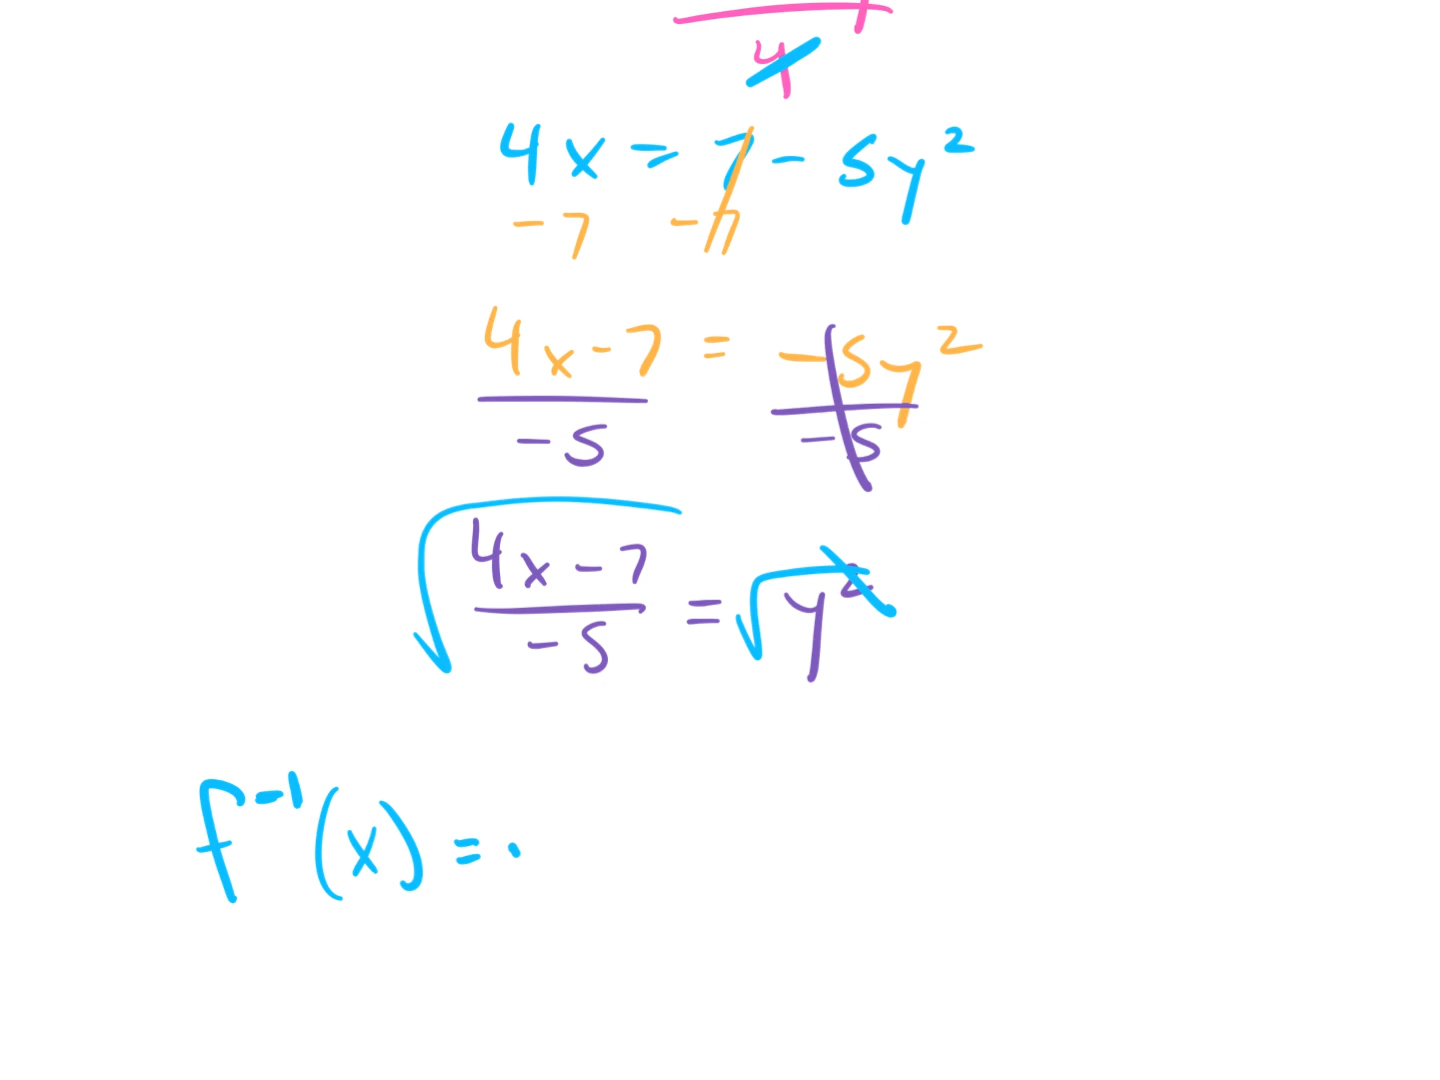 4
4x = 7 - 5y²
-7 -7
4x-7 = -5y²
-5 -5
√4x-7 = √y²
-5
f⁻¹(x) =